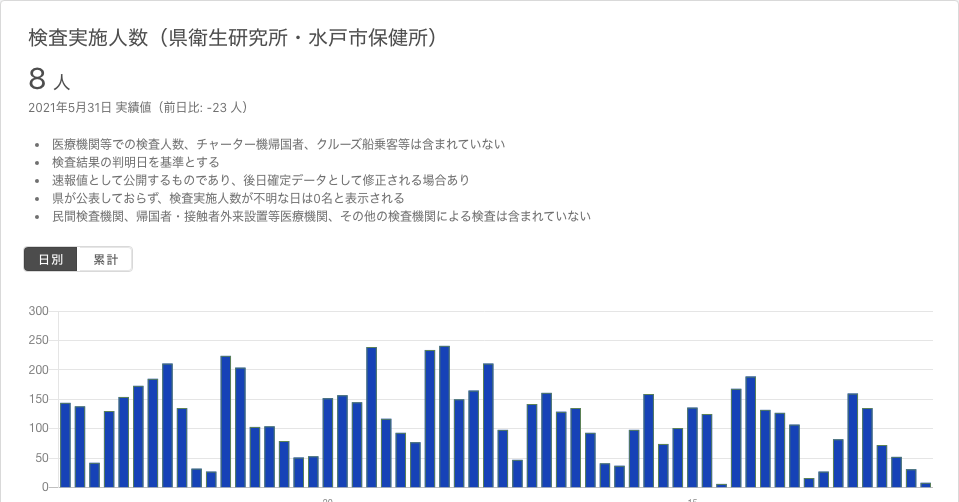 検査実施人数（県衛生研究所・水戸市保健所）
8 人
2021年5月31日 実績値（前日比: -23 人）
• 医療機関等での検査人数、チャーター機帰国者、クルーズ船乗客等は含まれていない
• 検査結果の判明日を基準とする
• 速報値として公開するものであり、後日確定データとして修正される場合あり
• 県が公表しておらず、検査実施人数が不明な日は0名と表示される
• 民間検査機関、帰国者・接触者外来設置等医療機関、その他の検査機関による検査は含まれていない
日別 累計
300
250
200
150
100
50
0